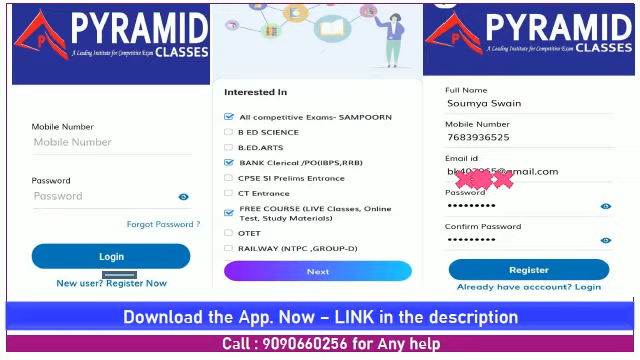 PYRAMID
CLASSES
A Leading Institute for Competitive Exam
Mobile Number
Mobile Number
Password
Password
Forgot Password ?
Login
New user? Register Now
Interested In
All competitive Exams- SAMPOORN
B ED SCIENCE
B.ED.ARTS
BANK Clerical /PO(IBPS,RRB)
CPSE SI Prelims Entrance
CT Entrance
FREE COURSE (LIVE Classes, Online
Test, Study Materials)
OTET
RAILWAY (NTPC ,GROUP-D)
Next
PYRAMID
CLASSES
A Leading Institute for Competitive Exam
Full Name
Soumya Swain
Mobile Number
7683936525
Email id
@gmail.com
Password
Confirm Password
Register
Already have acccount? Login
Download the App. Now – LINK in the description
Call : 9090660256 for Any help